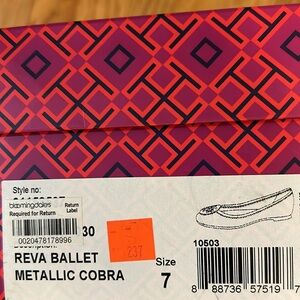 Style no:
bloomingdales
Required for Return
Return
Label
0020478178996
30
237
REVA BALLET
METALLIC COBRA
Size
7
10503
8 88736 57519 7